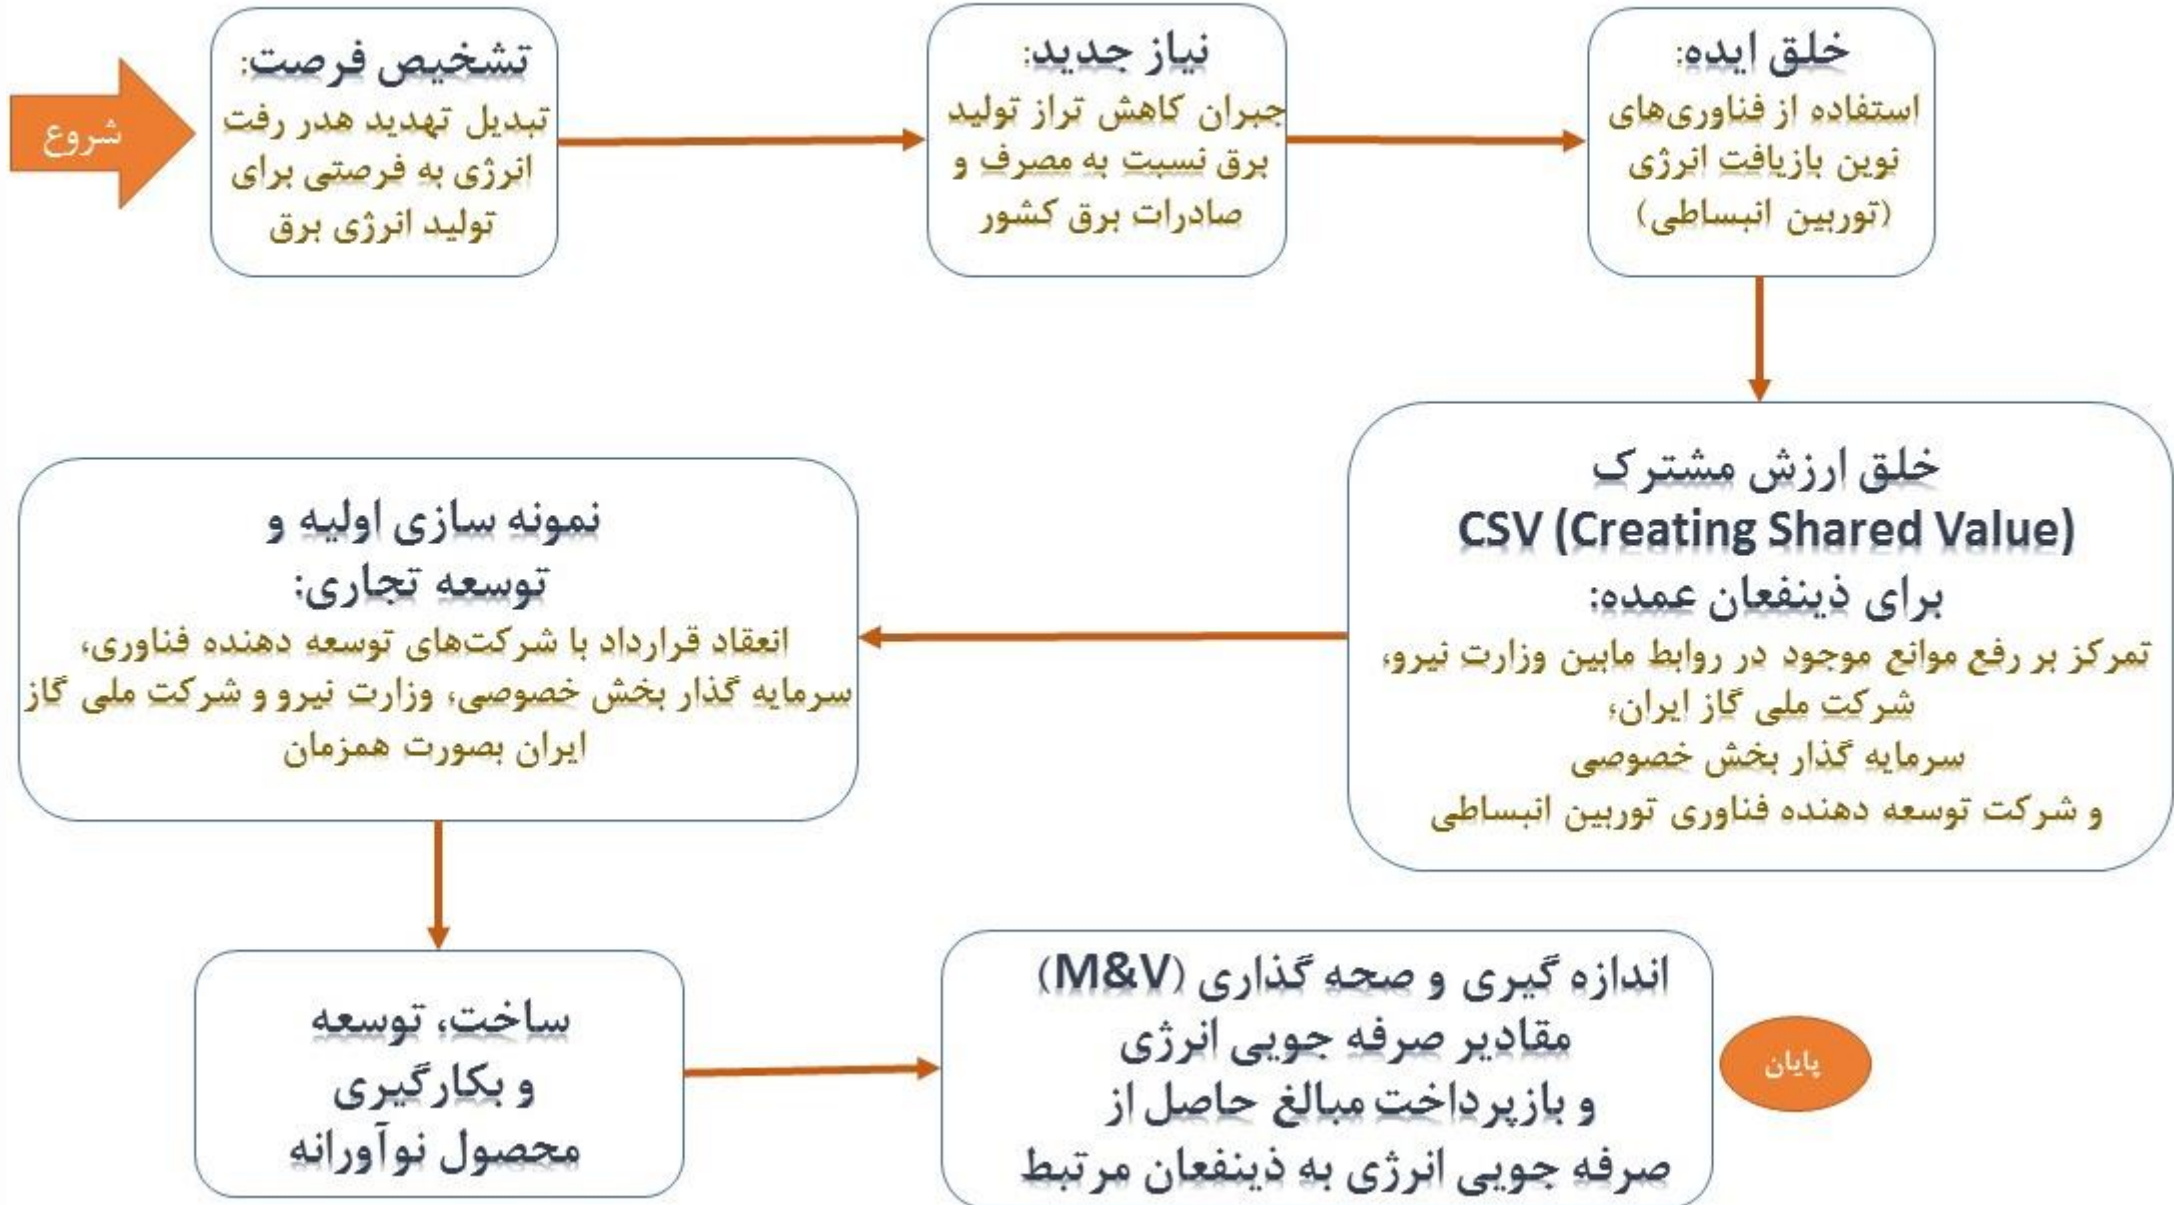 شروع
تشخیص فرصت:
تبدیل تهدید هدر رفت
انرژی به فرصتی برای
تولید انرژی برق
نیاز جدید:
جبران کاهش تراز تولید
برق نسبت به مصرف و
صادرات برق کشور
خلق ایده:
استفاده از فناوری‌های
نوین بازیافت انرژی
(توربین انبساطی)
خلق ارزش مشترک
CSV (Creating Shared Value)
برای ذینفعان عمده:
تمرکز بر رفع موانع موجود در روابط مابین وزارت نیرو،
شرکت ملی گاز ایران،
سرمایه گذار بخش خصوصی
و شرکت توسعه دهنده فناوری توربین انبساطی
نمونه سازی اولیه و
توسعه تجاری:
انعقاد قرارداد با شرکت‌های توسعه دهنده فناوری،
سرمایه گذار بخش خصوصی، وزارت نیرو و شرکت ملی گاز
ایران بصورت همزمان
ساخت، توسعه
و بکارگیری
محصول نوآورانه
اندازه گیری و صحه گذاری (M&V)
مقادیر صرفه جویی انرژی
و بازپرداخت مبالغ حاصل از
صرفه جویی انرژی به ذینفعان مرتبط
پایان